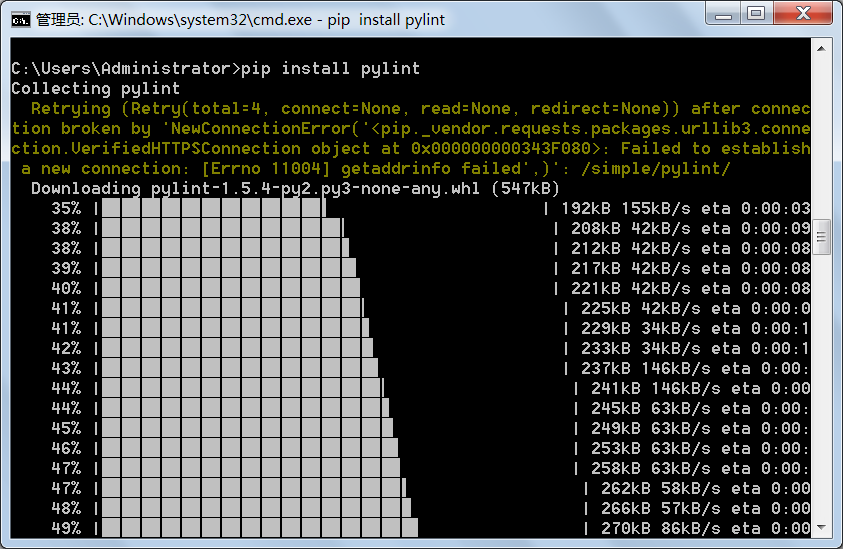 管理员: C:\Windows\system32\cmd.exe - pip  install pylint
C:\Users\Administrator>pip install pylint
Collecting pylint
  Retrying (Retry(total=4, connect=None, read=None, redirect=None)) after connec
tion broken by 'NewConnectionError('<pip._vendor.requests.packages.urllib3.conne
ction.VerifiedHTTPSConnection object at 0x000000000343F080>: Failed to establish
 a new connection: [Errno 11004] getaddrinfo failed',)': /simple/pylint/
  Downloading pylint-1.5.4-py2.py3-none-any.whl (547kB)
    35% | | 192kB 155kB/s eta 0:00:03
    38% | | 208kB 42kB/s eta 0:00:09
    38% | | 212kB 42kB/s eta 0:00:08
    39% | | 217kB 42kB/s eta 0:00:08
    40% | | 221kB 42kB/s eta 0:00:08
    41% | | 225kB 42kB/s eta 0:00:0
    41% | | 229kB 34kB/s eta 0:00:1
    42% | | 233kB 34kB/s eta 0:00:1
    43% | | 237kB 146kB/s eta 0:00:
    44% | | 241kB 146kB/s eta 0:00
    44% | | 245kB 63kB/s eta 0:00:
    45% | | 249kB 63kB/s eta 0:00:
    46% | | 253kB 63kB/s eta 0:00:
    47% | | 258kB 63kB/s eta 0:00:
    47% | | 262kB 58kB/s eta 0:00
    48% | | 266kB 57kB/s eta 0:00
    49% | | 270kB 86kB/s eta 0:00